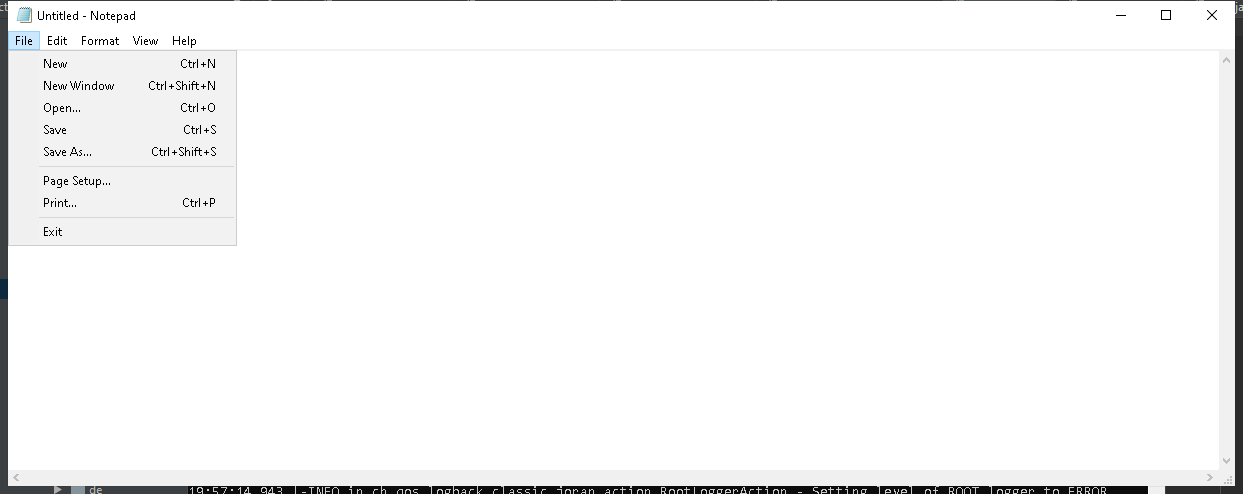 Untitled - Notepad
File Edit Format View Help
New Ctrl+N
New Window Ctrl+Shift+N
Open... Ctrl+O
Save Ctrl+S
Save As... Ctrl+Shift+S
Page Setup...
Print... Ctrl+P
Exit
de 19:57:14,943 |-INFO in ch.qos.logback.classic.joran.action.RootLoggerAction - Setting level of ROOT logger to ERROR